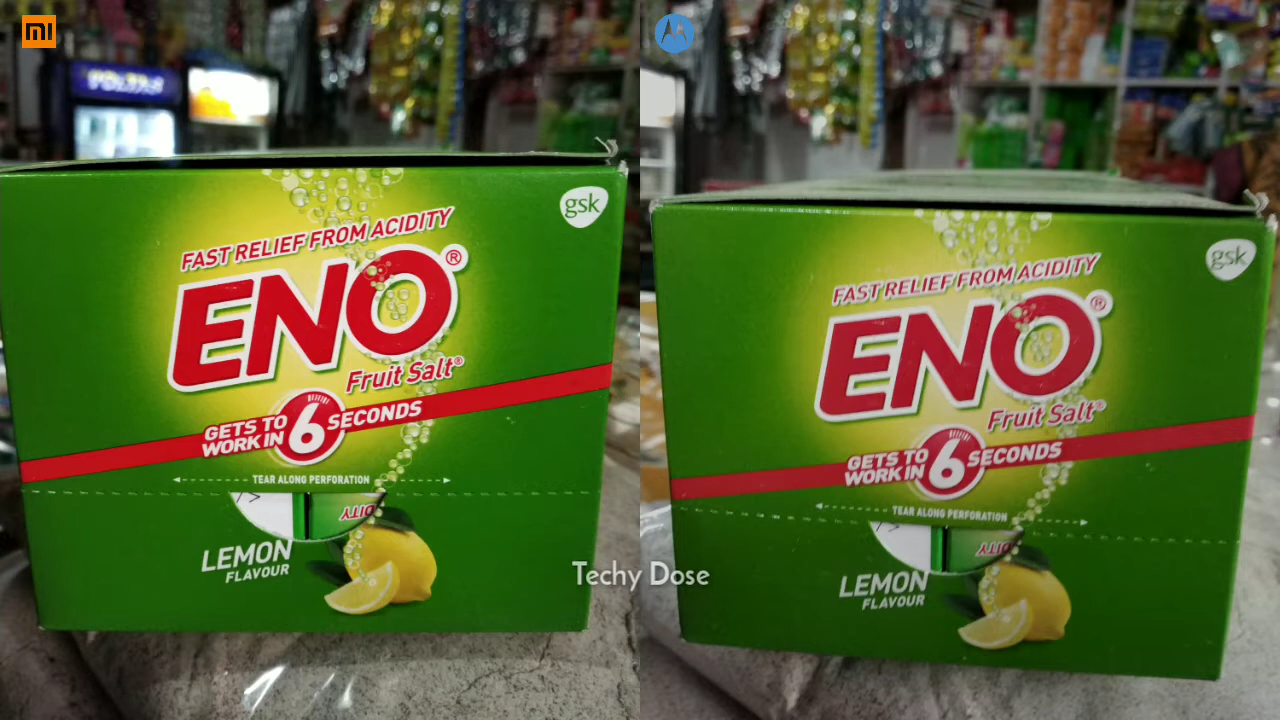 mi
gsk
FAST RELIEF FROM ACIDITY
ENO®
Fruit Salt®
GETS TO WORK IN 6 SECONDS
TEAR ALONG PERFORATION
LEMON
FLAVOUR
Techy Dose
gsk
FAST RELIEF FROM ACIDITY
ENO®
Fruit Salt®
GETS TO WORK IN 6 SECONDS
TEAR ALONG PERFORATION
LEMON
FLAVOUR